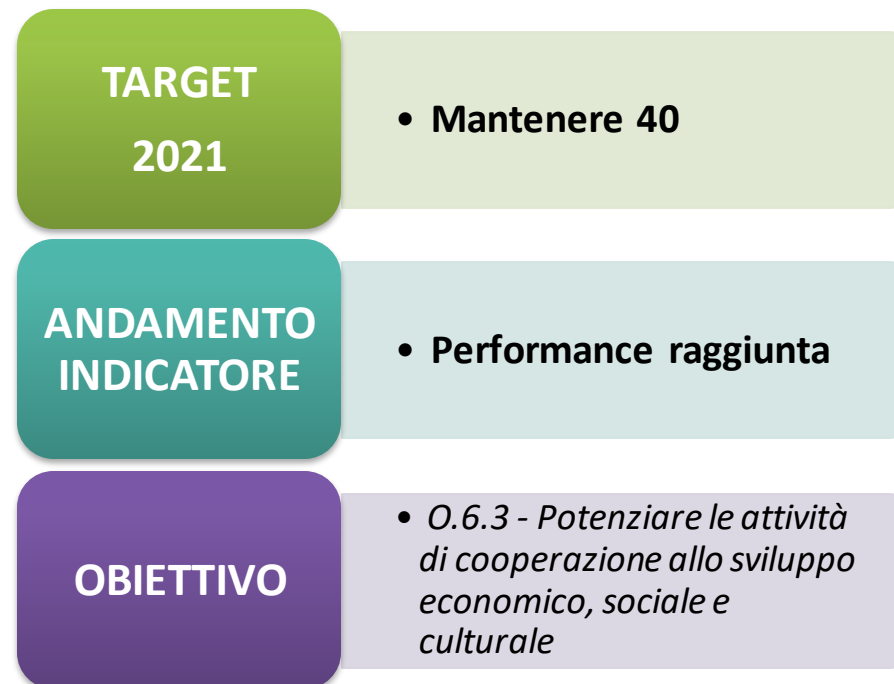 TARGET
2021
• Mantenere 40
ANDAMENTO
INDICATORE
• Performance raggiunta
OBIETTIVO
• O.6.3 - Potenziare le attività
di cooperazione allo sviluppo
economico, sociale e
culturale